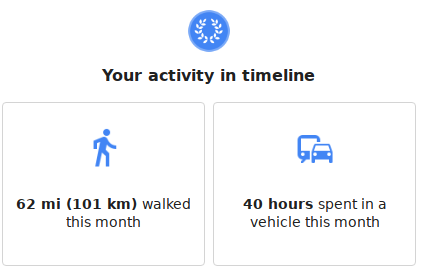 Your activity in timeline
62 mi (101 km) walked
this month
40 hours spent in a
vehicle this month